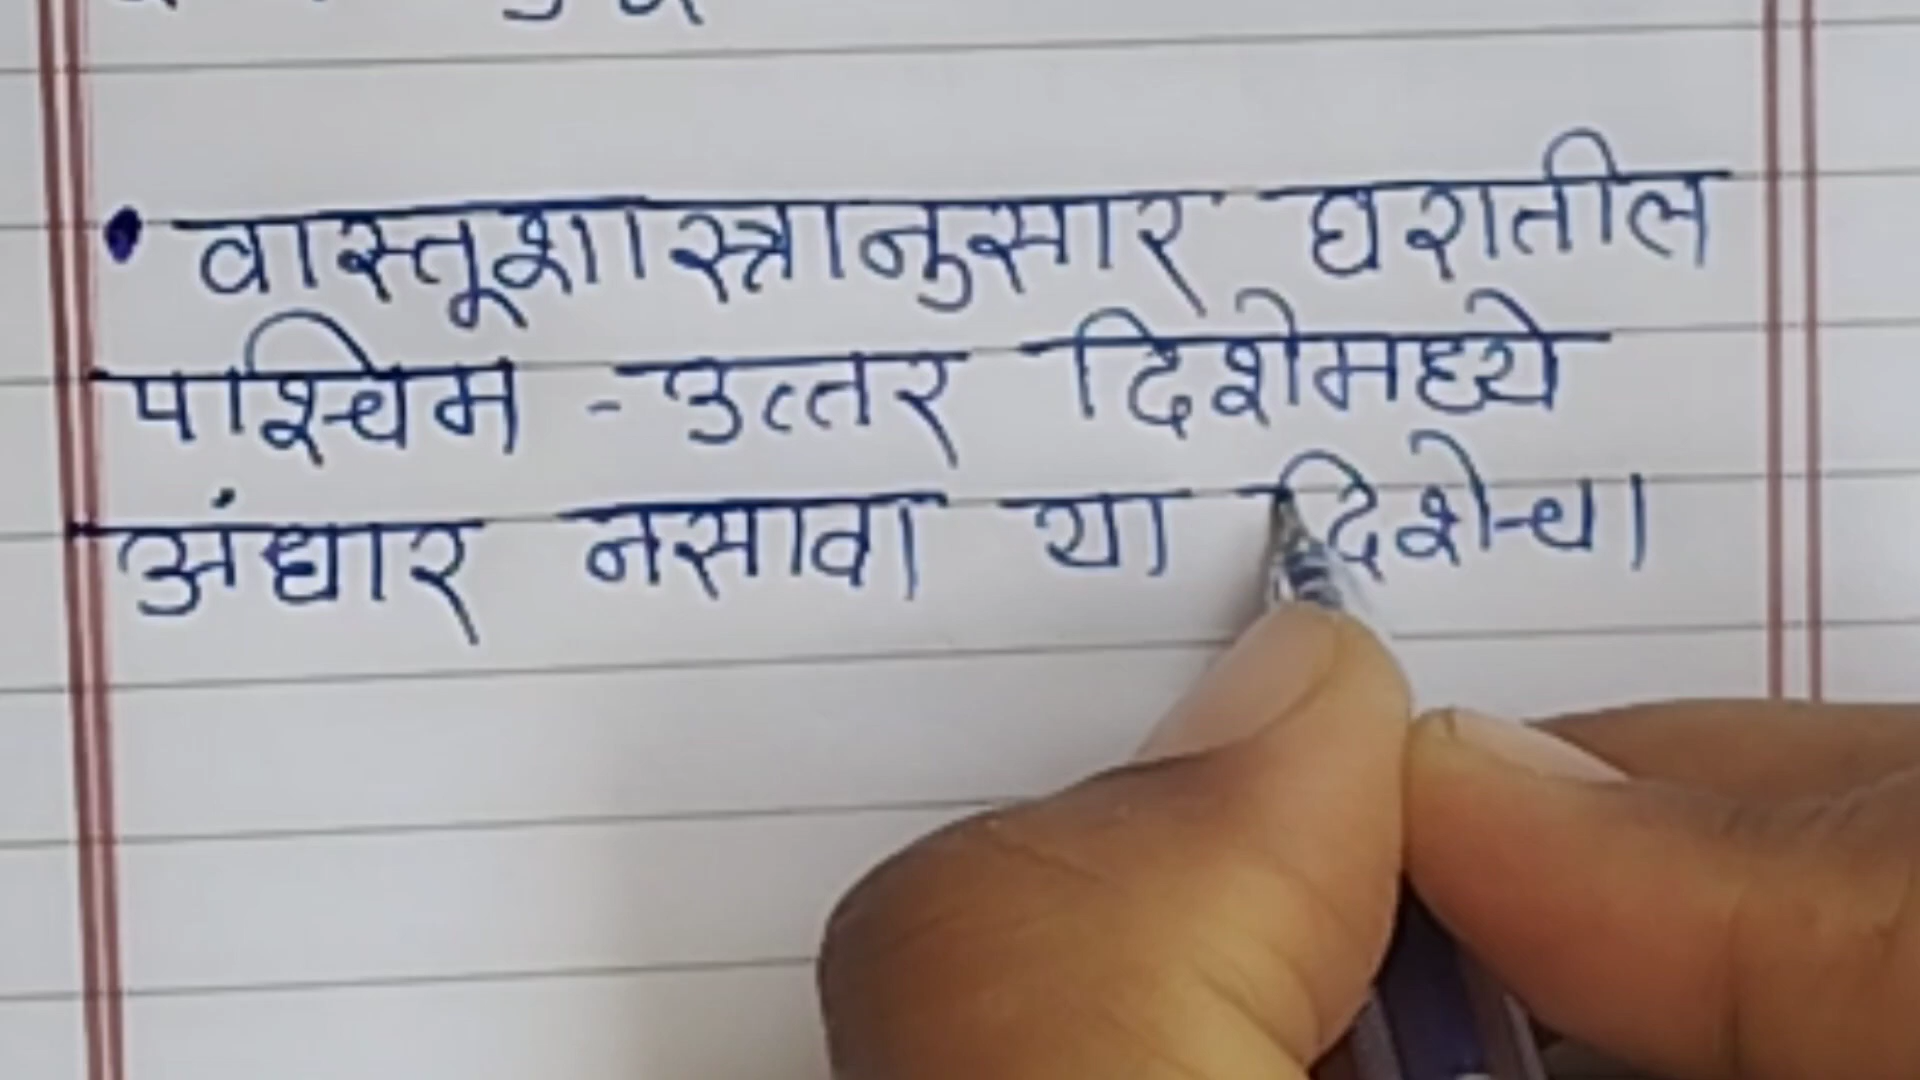 • वास्तूशास्त्रानुसार घरातील
पश्चिम - उत्तर दिशेमध्ये
अंधार नसावा या दिशेचा